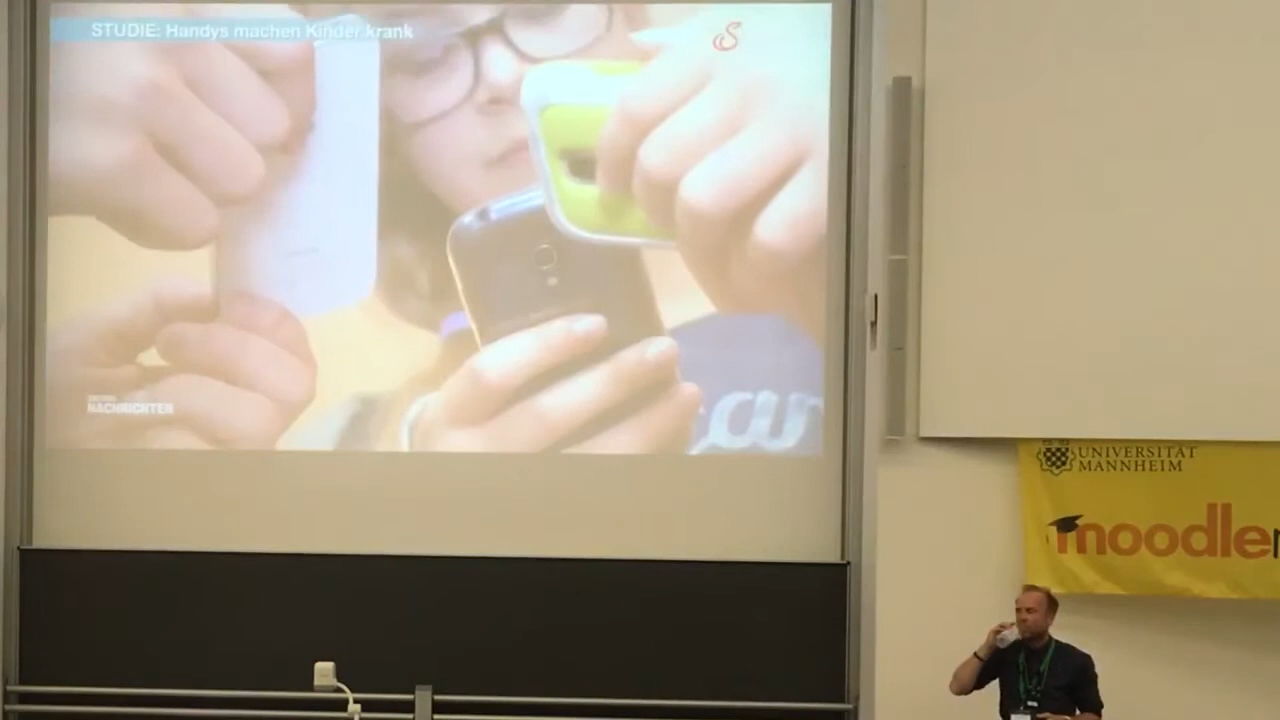 STUDIE: Handys machen Kinder krank
S
NACHRICHTEN
UNIVERSITÄT
MANNHEIM
moodle